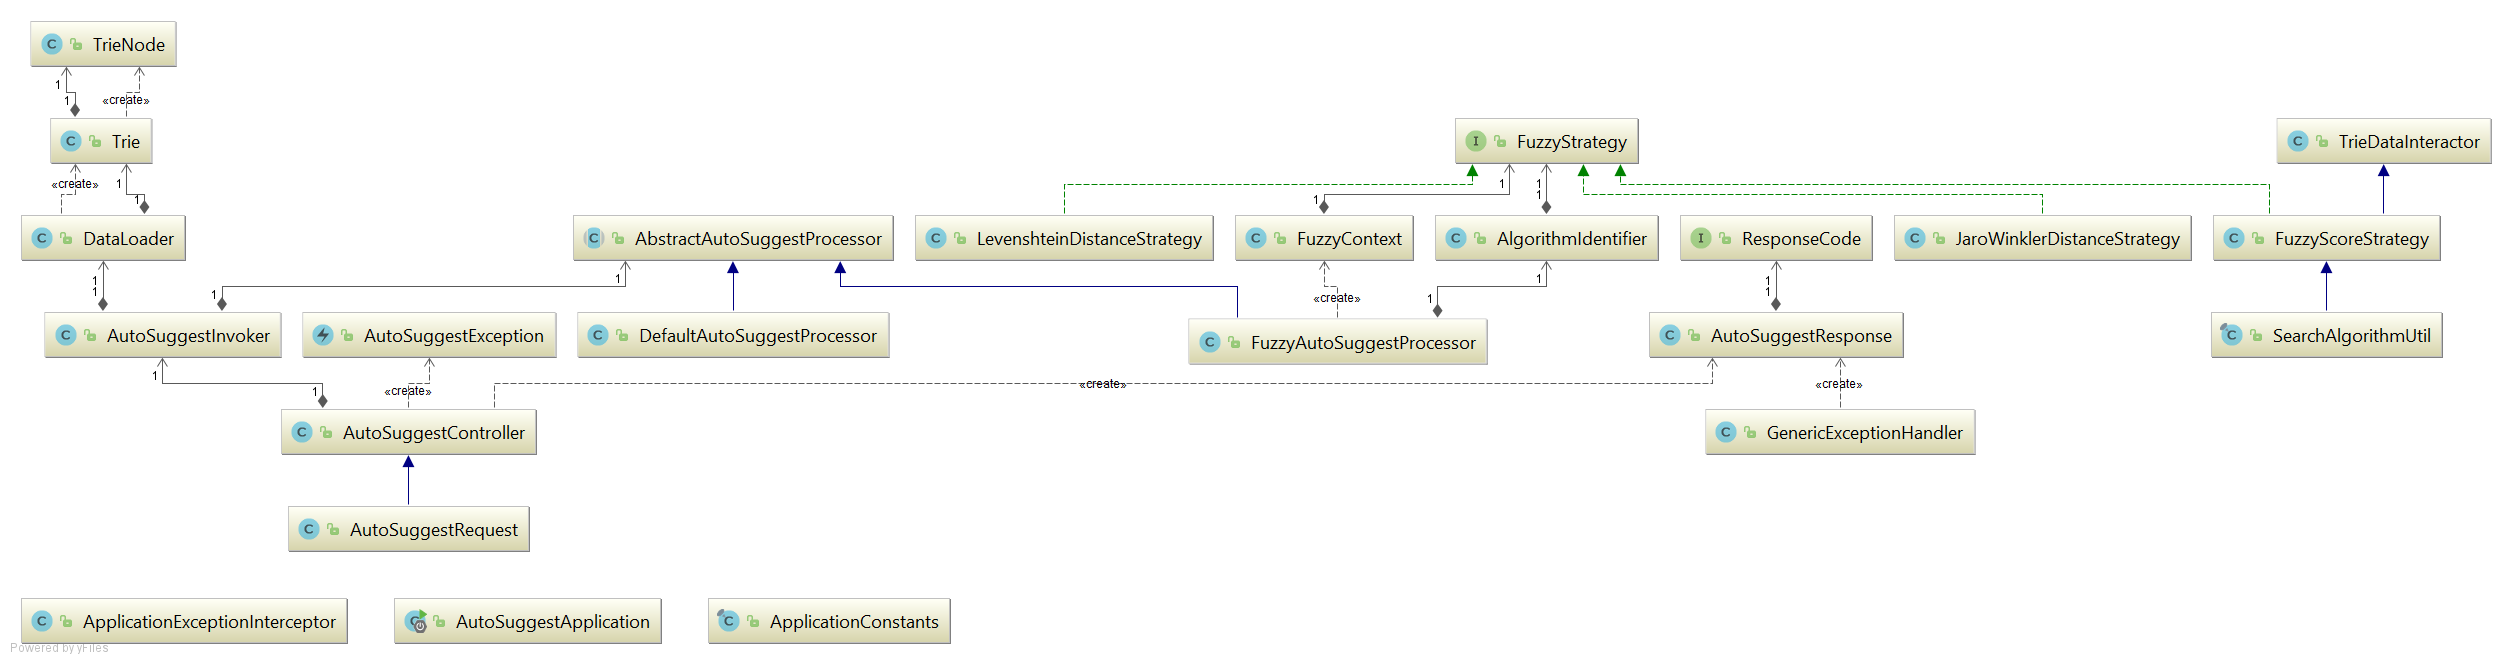 C TrieNode
1
1
«create»
C Trie
I FuzzyStrategy
C TrieDataInteractor
«create»
1
1
1
1
1
1
C DataLoader
C AbstractAutoSuggestProcessor
C LevenshteinDistanceStrategy
C FuzzyContext
C AlgorithmIdentifier
I ResponseCode
C JaroWinklerDistanceStrategy
C FuzzyScoreStrategy
1
1
1
1
«create»
1
1
1
1
C AutoSuggestInvoker
AutoSuggestException
C DefaultAutoSuggestProcessor
C FuzzyAutoSuggestProcessor
C AutoSuggestResponse
C SearchAlgorithmUtil
1
1
«create»
«create»
«create»
C AutoSuggestController
C GenericExceptionHandler
C AutoSuggestRequest
C ApplicationExceptionInterceptor
C AutoSuggestApplication
C ApplicationConstants
Powered by yFiles